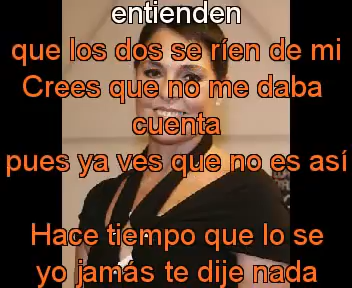 entienden
que los dos se ríen de mi
Crees que no me daba
cuenta
pues ya ves que no es así
Hace tiempo que lo se
yo jamás te dije nada